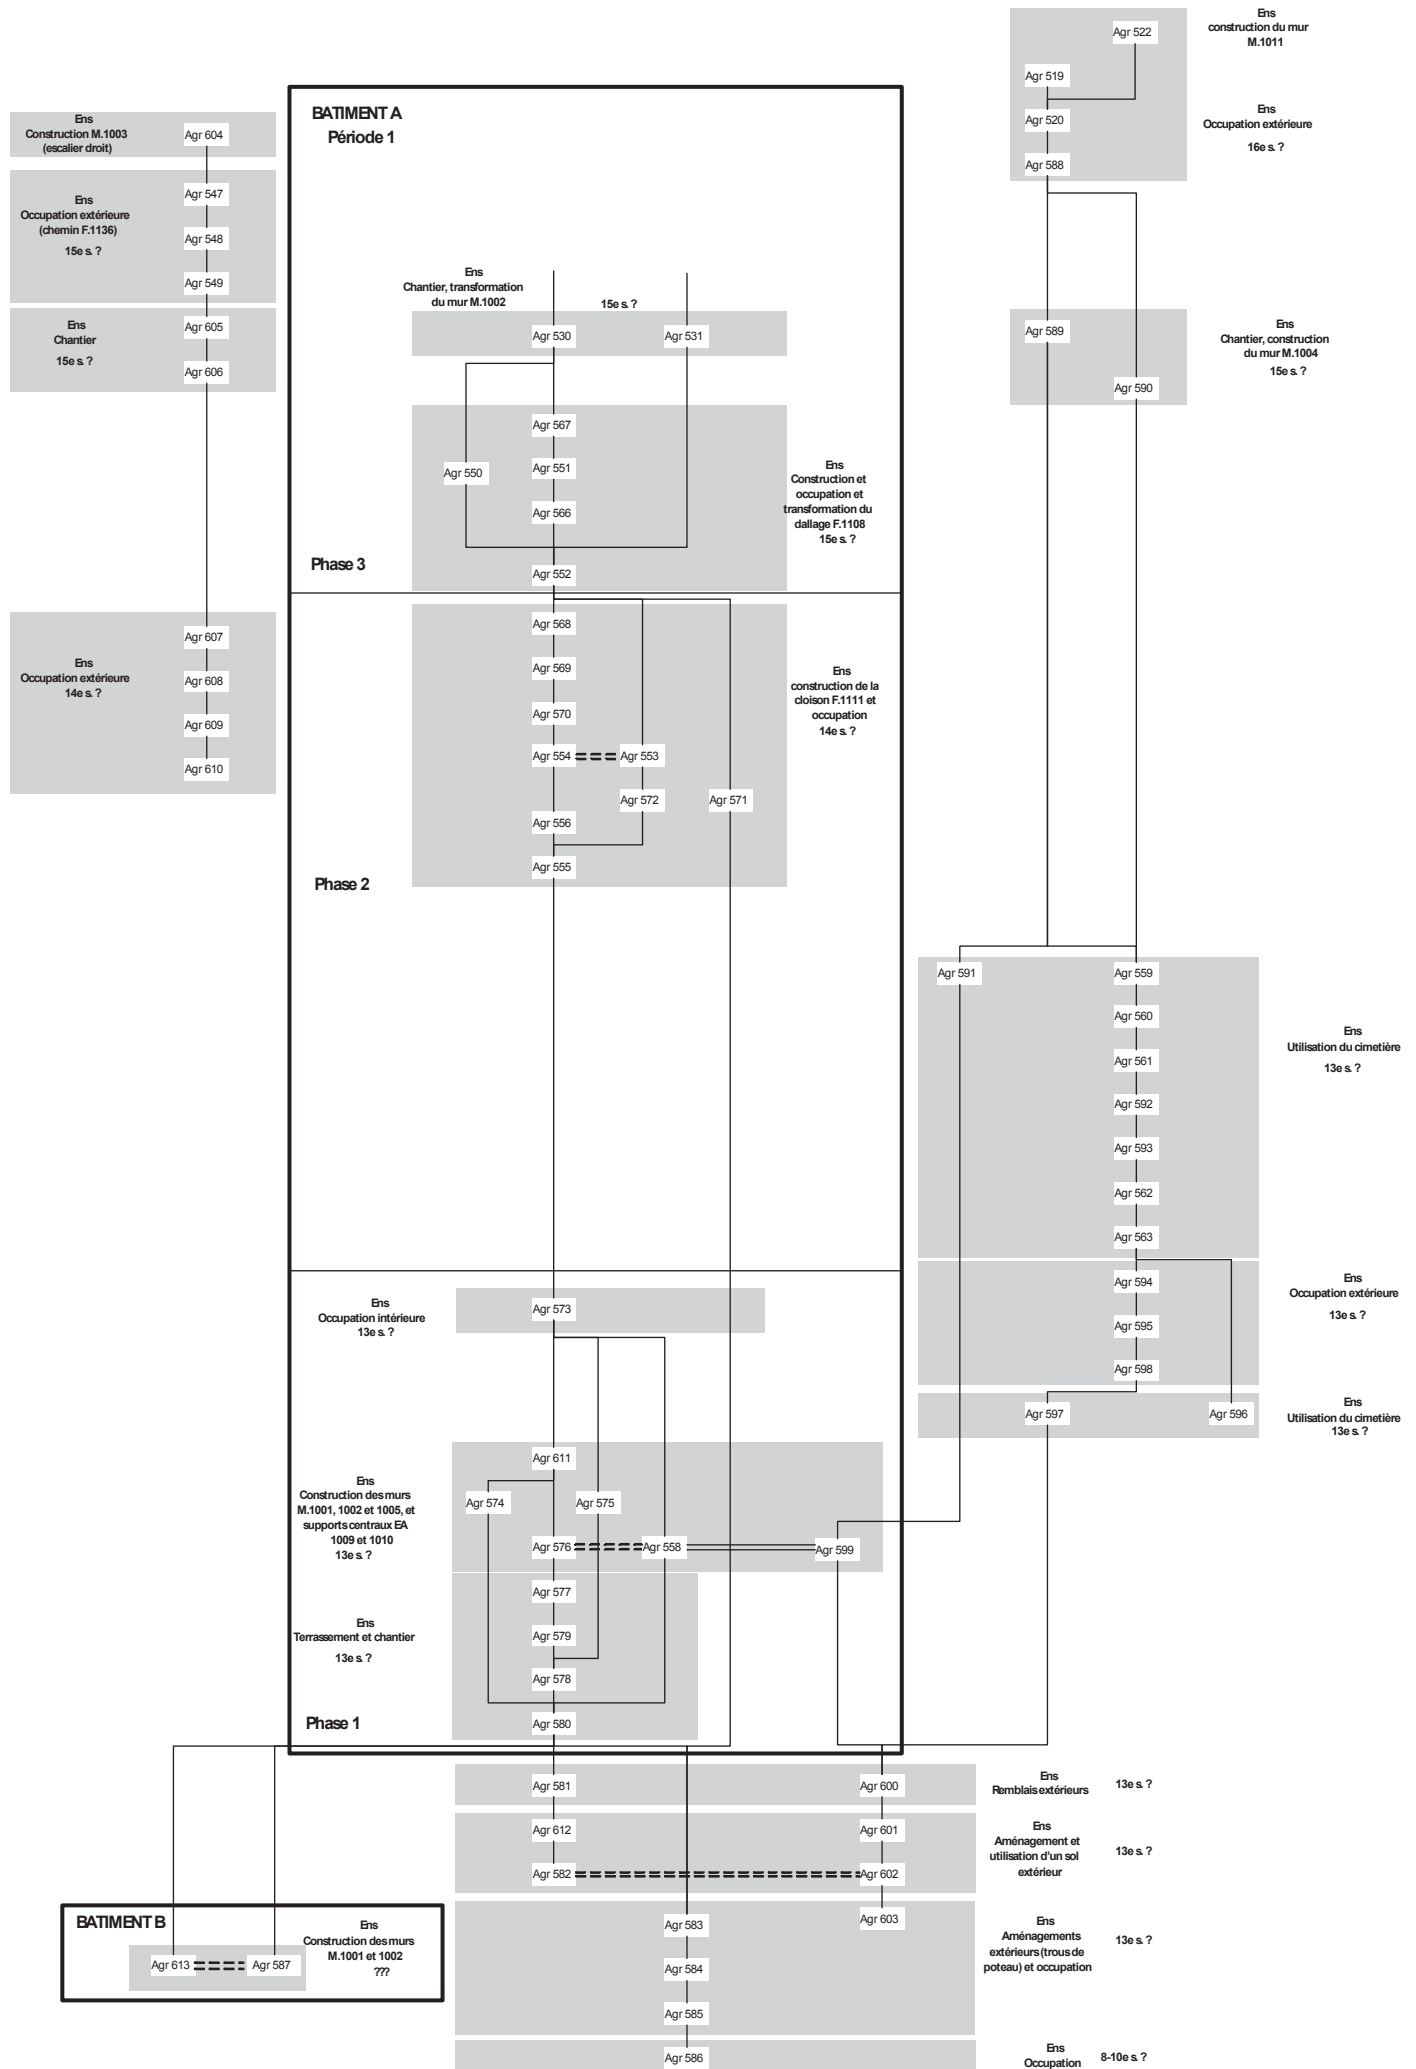 Ens
construction du mur
M.1011
Agr 522
Agr 519
Agr 520
Agr 588
Ens
Occupation extérieure
16e s. ?
Ens
Construction M.1003
(escalier droit)
Agr 604
Ens
Occupation extérieure
(chemin F.1136)
15e s. ?
Agr 547
Agr 548
Agr 549
Ens
Chantier
15e s. ?
Agr 605
Agr 606
Ens
Occupation extérieure
14e s. ?
Agr 607
Agr 608
Agr 609
Agr 610
BATIMENT A
Période 1
Ens
Chantier, transformation
du mur M.1002
15e s. ?
Agr 530
Agr 531
Agr 567
Agr 550
Agr 551
Agr 566
Agr 552
Ens
Construction et
occupation et
transformation du
dallage F.1108
15e s. ?
Phase 3
Agr 568
Agr 569
Agr 570
Agr 554
Agr 553
Agr 572
Agr 571
Agr 556
Agr 555
Ens
construction de la
cloison F.1111 et
occupation
14e s. ?
Phase 2
Agr 589
Agr 590
Ens
Chantier, construction
du mur M.1004
15e s. ?
Agr 591
Agr 559
Agr 560
Agr 561
Agr 592
Agr 593
Agr 562
Agr 563
Ens
Utilisation du cimetière
13e s. ?
Agr 594
Agr 595
Agr 598
Ens
Occupation extérieure
13e s. ?
Agr 597
Agr 596
Ens
Utilisation du cimetière
13e s. ?
Ens
Occupation intérieure
13e s. ?
Agr 573
Ens
Construction des murs
M.1001, 1002 et 1005, et
supports centraux EA
1009 et 1010
13e s. ?
Agr 611
Agr 574
Agr 575
Agr 576
Agr 558
Agr 599
Ens
Terrassement et chantier
13e s. ?
Agr 577
Agr 579
Agr 578
Agr 580
Phase 1
Agr 581
Agr 600
Ens
Remblais extérieurs
13e s. ?
Agr 612
Agr 601
Agr 582
Agr 602
Ens
Aménagement et
utilisation d'un sol
extérieur
13e s. ?
Agr 603
Agr 583
Agr 584
Agr 585
Ens
Aménagements
extérieurs (trous de
poteau) et occupation
13e s. ?
BATIMENT B
Ens
Construction des murs
M.1001 et 1002
???
Agr 613
Agr 587
Agr 586
Ens
Occupation
8-10e s. ?